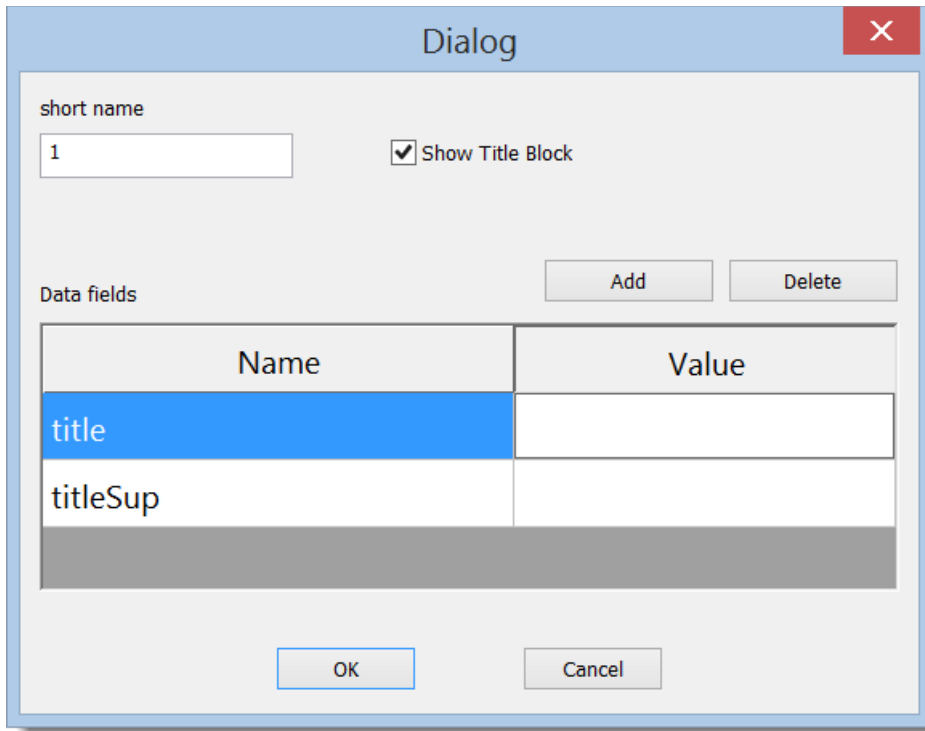 Dialog
short name
1
Show Title Block
Add Delete
Data fields
Name Value
title
titleSup
OK Cancel